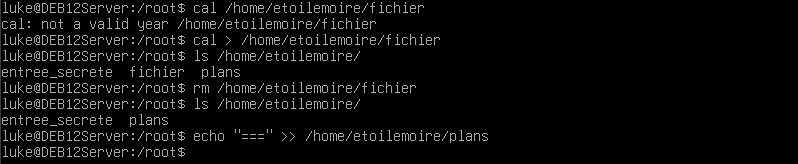 luke@DEB12Server:/root$ cal /home/etoilemoire/fichier
cal: not a valid year /home/etoilemoire/fichier
luke@DEB12Server:/root$ cal > /home/etoilemoire/fichier
luke@DEB12Server:/root$ ls /home/etoilemoire/
entree_secrete  fichier  plans
luke@DEB12Server:/root$ rm /home/etoilemoire/fichier
luke@DEB12Server:/root$ ls /home/etoilemoire/
entree_secrete  plans
luke@DEB12Server:/root$ echo "===" >> /home/etoilemoire/plans
luke@DEB12Server:/root$